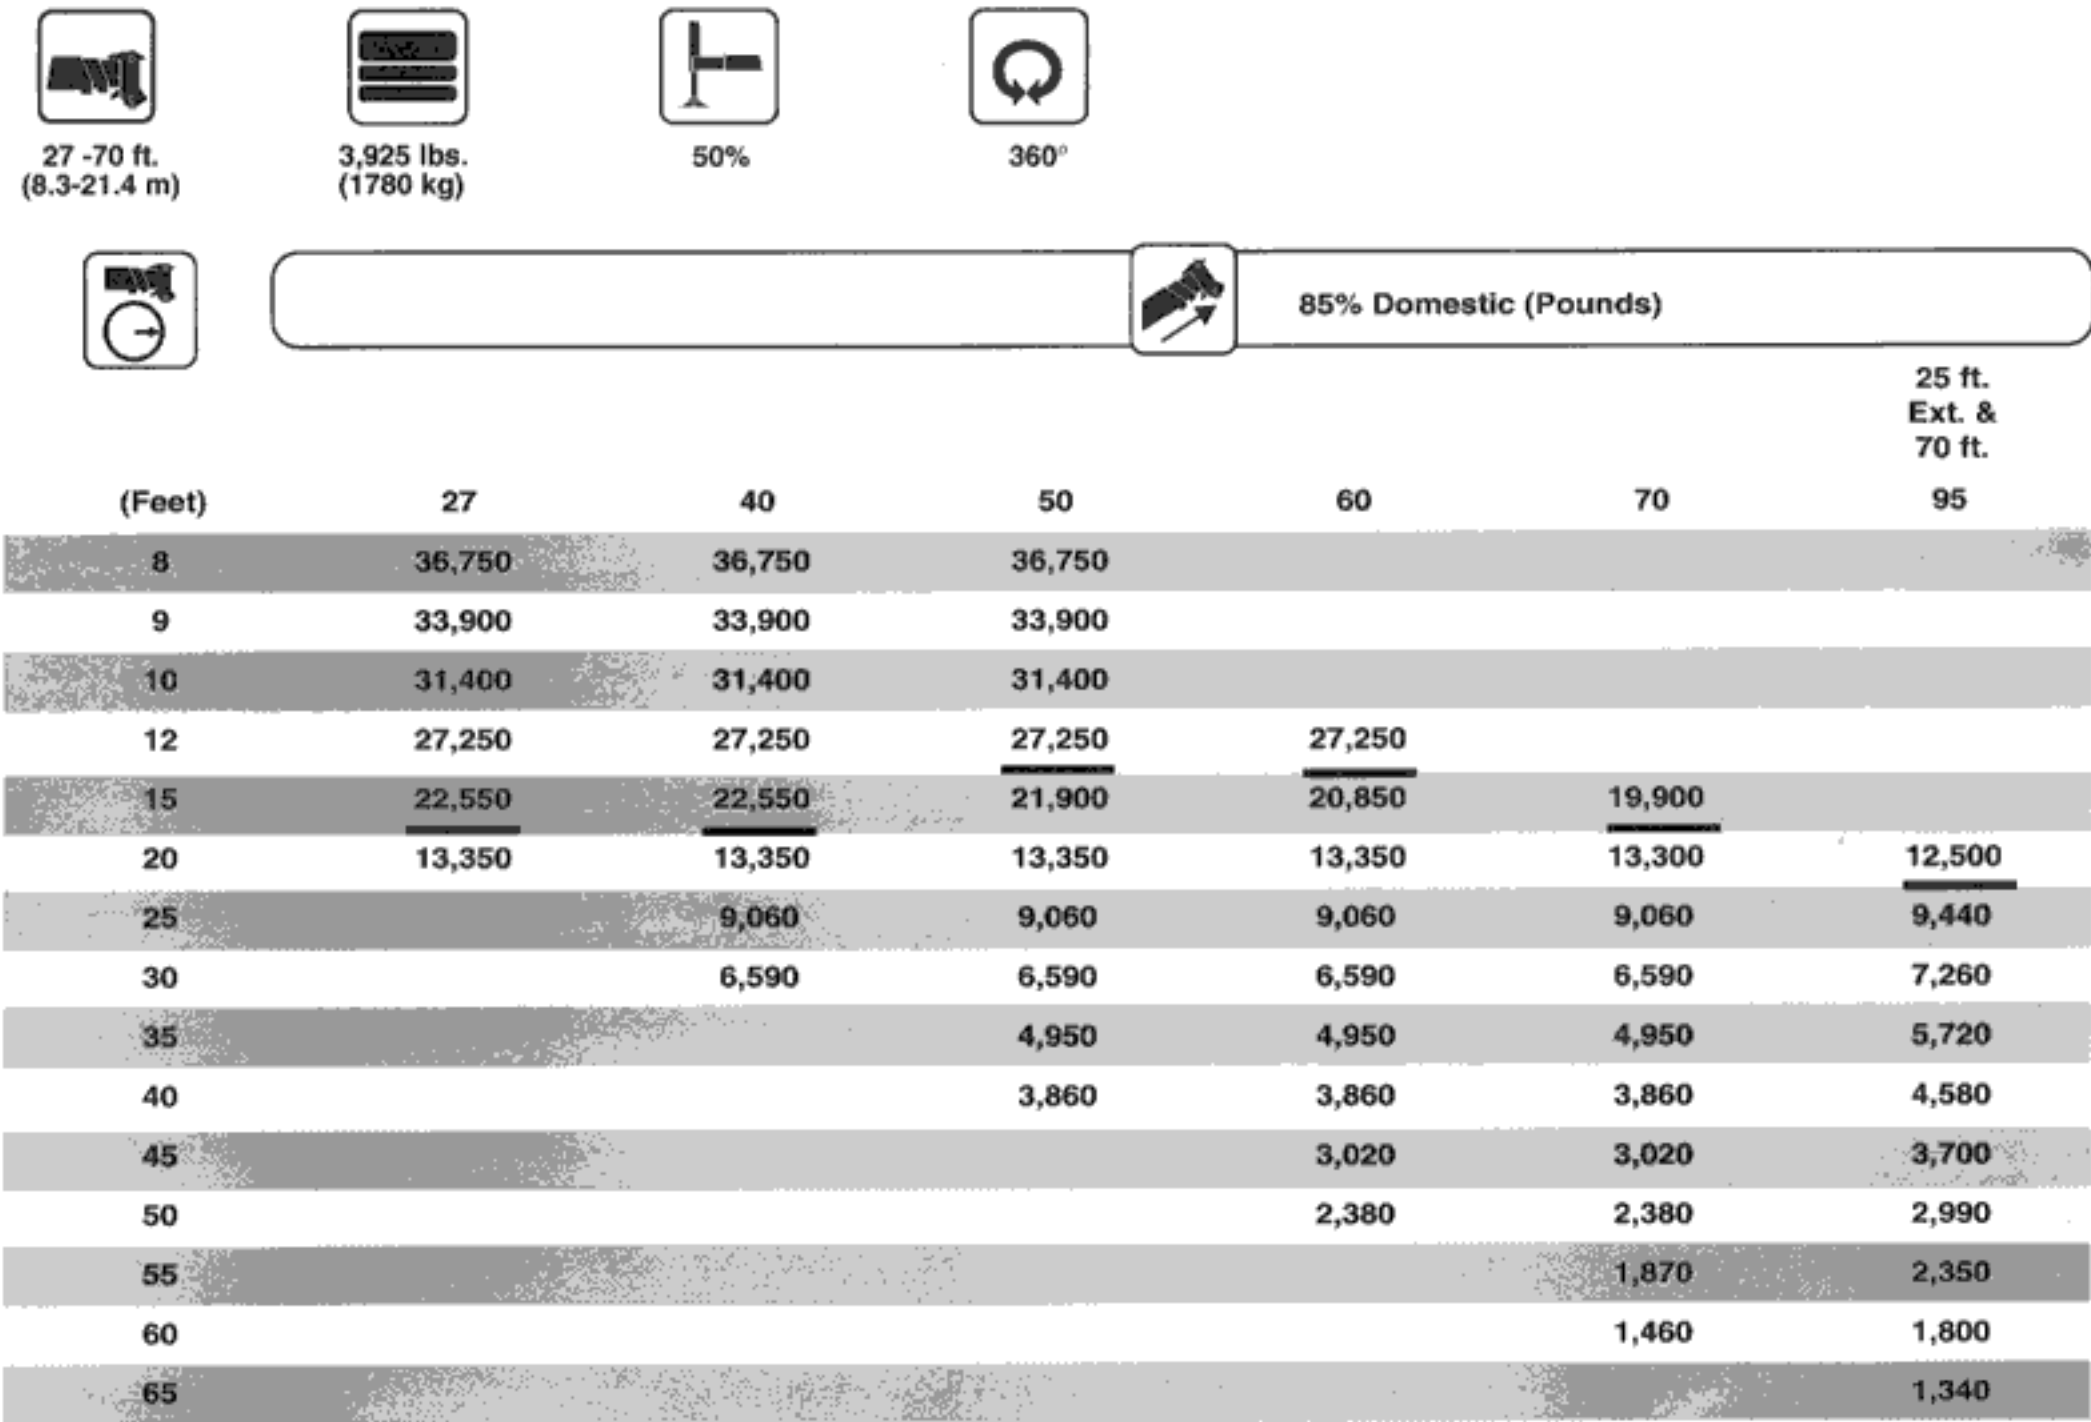 27 -70 ft. 3,925 lbs. 50% 360°
(8.3-21.4 m) (1780 kg)
85% Domestic (Pounds)
25 ft.
Ext. &
70 ft.
(Feet) 27 40 50 60 70 95
8 36,750 36,750 36,750
9 33,900 33,900 33,900
10 31,400 31,400 31,400
12 27,250 27,250 27,250 27,250
15 22,550 22,550 21,900 20,850 19,900
20 13,350 13,350 13,350 13,350 13,300 12,500
25 9,060 9,060 9,060 9,060 9,440
30 6,590 6,590 6,590 6,590 7,260
35 4,950 4,950 4,950 5,720
40 3,860 3,860 3,860 4,580
45 3,020 3,020 3,700
50 2,380 2,380 2,990
55 1,870 2,350
60 1,460 1,800
65 1,340